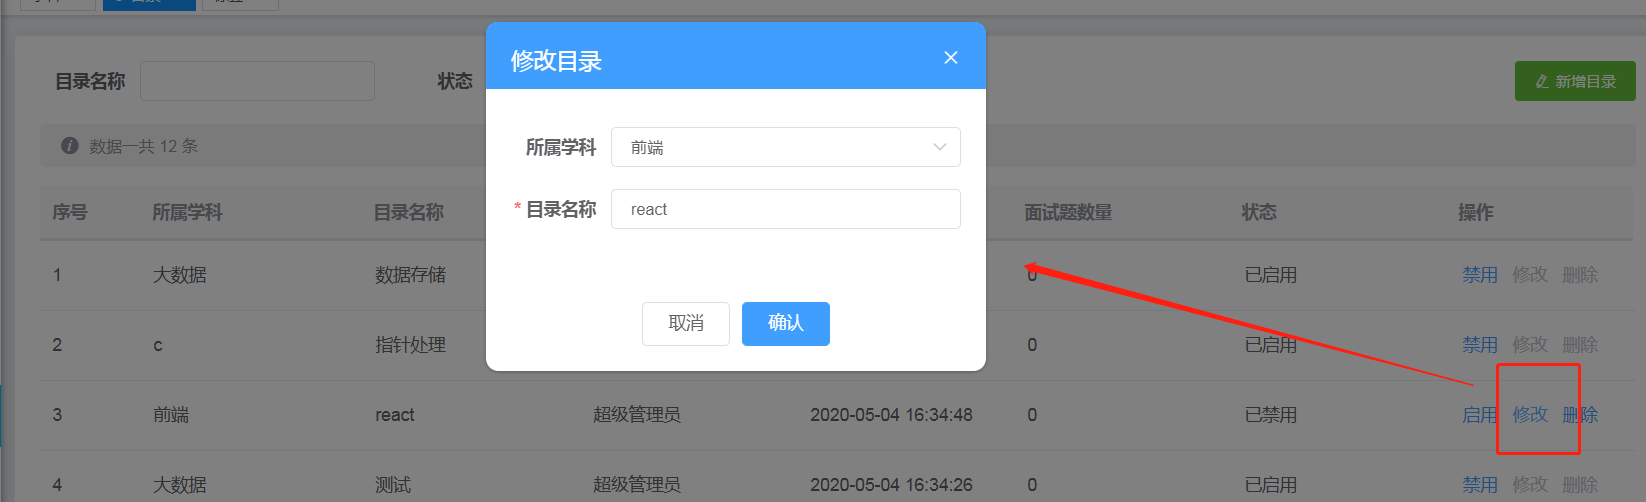 修改目录
目录名称
状态
新增目录
所属学科 前端
数据一共 12 条
* 目录名称 react
序号 所属学科 目录名称 面试题数量 状态 操作
1 大数据 数据存储 0 已启用 禁用 修改 删除
取消 确认
2 c 指针处理 0 已启用 禁用 修改 删除
3 前端 react 超级管理员 2020-05-04 16:34:48 0 已禁用 启用 修改 删除
4 大数据 测试 超级管理员 2020-05-04 16:34:26 0 已启用 禁用 修改 删除